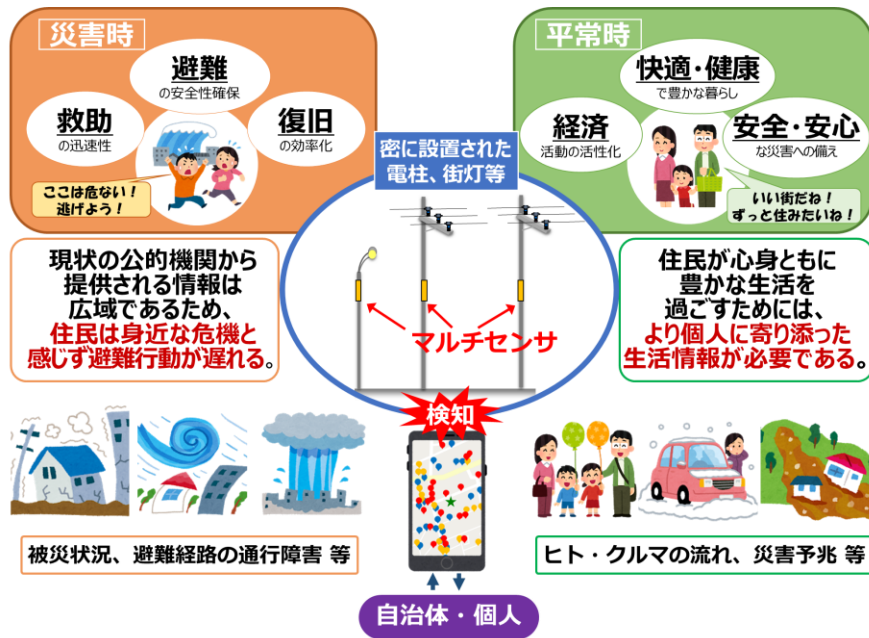 災害時
避難
の安全性確保
救助
の迅速性
復旧
の効率化
ここは危ない！
逃げよう！
平常時
快適・健康
で豊かな暮らし
経済
活動の活性化
安全・安心
な災害への備え
いい街だね！
ずっと住みたいね！
密に設置された
電柱、街灯等
マルチセンサ
検知
現状の公的機関から
提供される情報は
広域であるため、
住民は身近な危機と
感じず避難行動が遅れる。
住民が心身ともに
豊かな生活を
過ごすためには、
より個人に寄り添った
生活情報が必要である。
被災状況、避難経路の通行障害 等
ヒト・クルマの流れ、災害予兆 等
自治体・個人